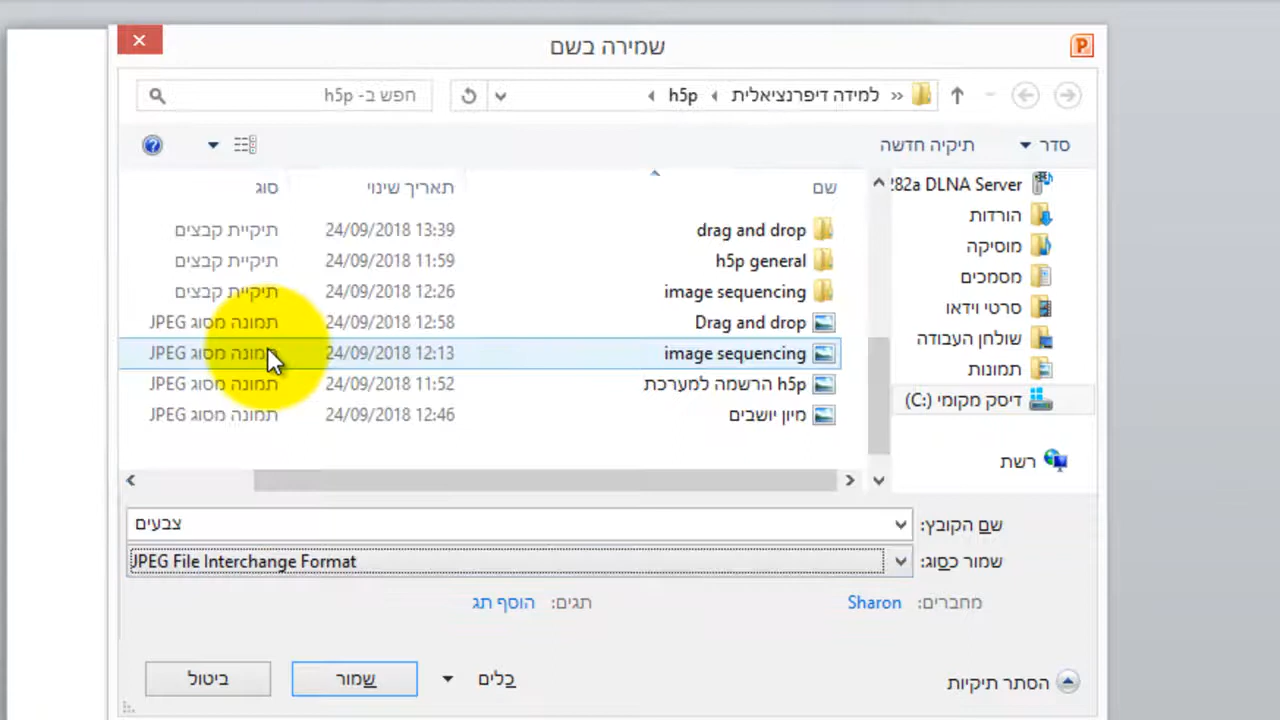 שמירה בשם
« למידה דיפרנציאלית h5p
חפש ב- h5p
סדר תיקיה חדשה
שם תאריך שינוי סוג
drag and drop 24/09/2018 13:39 תיקיית קבצים
h5p general 24/09/2018 11:59 תיקיית קבצים
image sequencing 24/09/2018 12:26 תיקיית קבצים
Drag and drop 24/09/2018 12:58 תמונה מסוג JPEG
image sequencing 24/09/2018 12:13 תמונה מסוג JPEG
h5p הרשמה למערכת 24/09/2018 11:52 תמונה מסוג JPEG
מיון יושבים 24/09/2018 12:46 תמונה מסוג JPEG
282a DLNA Server
הורדות
מוסיקה
מסמכים
סרטי וידאו
שולחן העבודה
תמונות
דיסק מקומי (C:)
רשת
שם הקובץ: צבעים
שמור כסוג: JPEG File Interchange Format
מחברים: Sharon תגים: הוסף תג
הסתר תיקיות כלים שמור ביטול